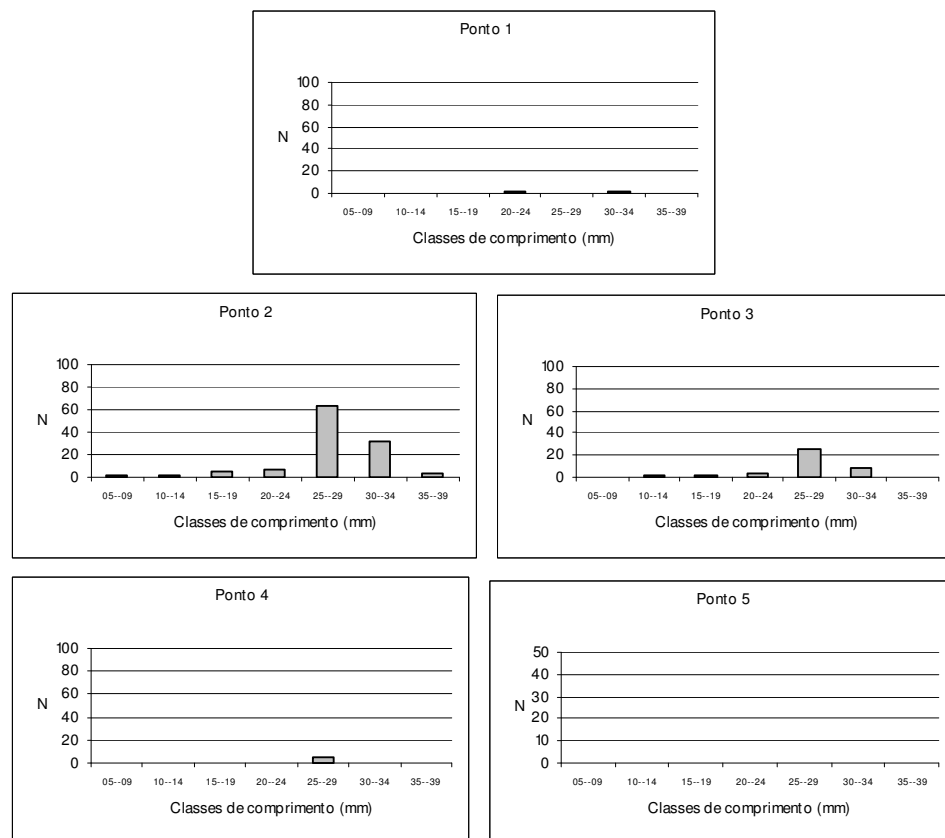 Ponto 1
100
80
60
N
40
20
0
05--09 10--14 15--19 20--24 25--29 30--34 35--39
Classes de comprimento (mm)
Ponto 2
100
80
60
N
40
20
0
05--09 10--14 15--19 20--24 25--29 30--34 35--39
Classes de comprimento (mm)
Ponto 3
100
80
60
N
40
20
0
05--09 10--14 15--19 20--24 25--29 30--34 35--39
Classes de comprimento (mm)
Ponto 4
100
80
60
N
40
20
0
05--09 10--14 15--19 20--24 25--29 30--34 35--39
Classes de comprimento (mm)
Ponto 5
50
40
30
N
20
10
0
05--09 10--14 15--19 20--24 25--29 30--34 35--39
Classes de comprimento (mm)